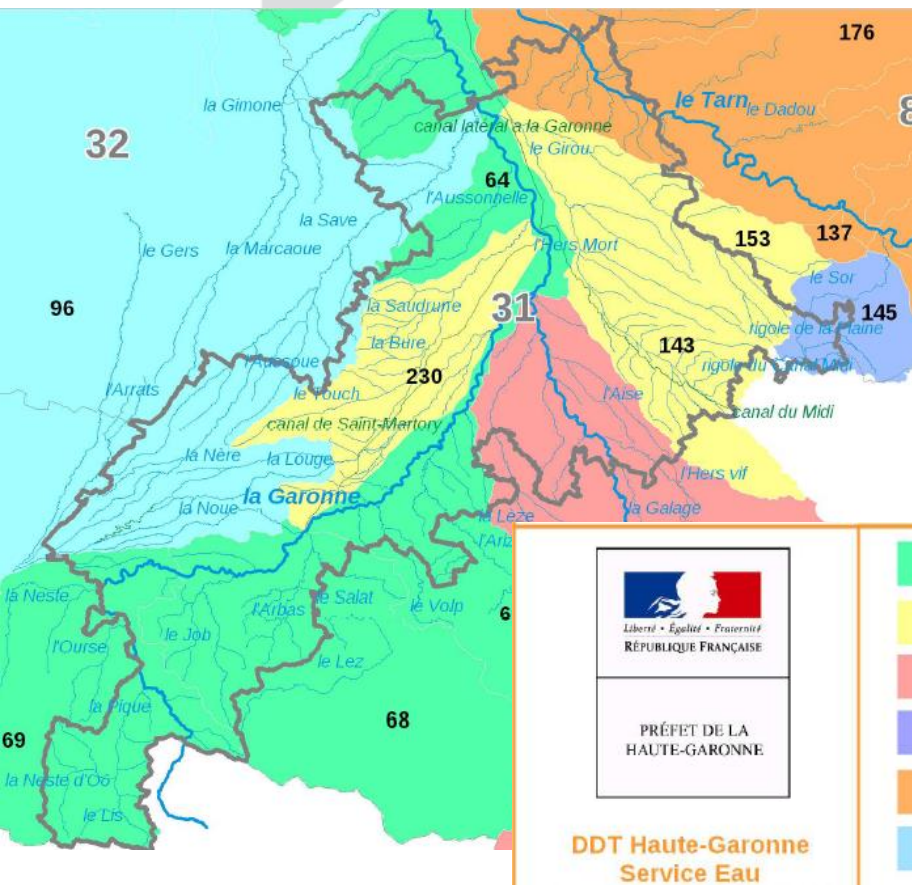 176
le Tarn
le Dadou
8
la Gimone
canal latéral a la Garonne
32
le Girou
64
l'Aussonnelle
la Save
le Gers
la Marcaoue
l'Hers Mort
153
137
le Sor
96
la Saudrune
31
145
rigole de la Plaine
la Bure
143
l'Aussoue
230
rigole du Canal Midi
l'Arrats
le Touch
l'Aise
canal de Saint-Martory
canal du Midi
la Nère
la Louge
l'Hers vif
la Garonne
la Noue
la Galage
la Lèze
l'Ariz
la Neste
l'Arbas
le Salat
le Volp
6
l'Ourse
le Job
le Lez
la Pique
68
69
la Neste d'Oô
le Lis
Liberté • Égalité • Fraternité
RÉPUBLIQUE FRANÇAISE
PRÉFET DE LA
HAUTE-GARONNE
DDT Haute-Garonne
Service Eau